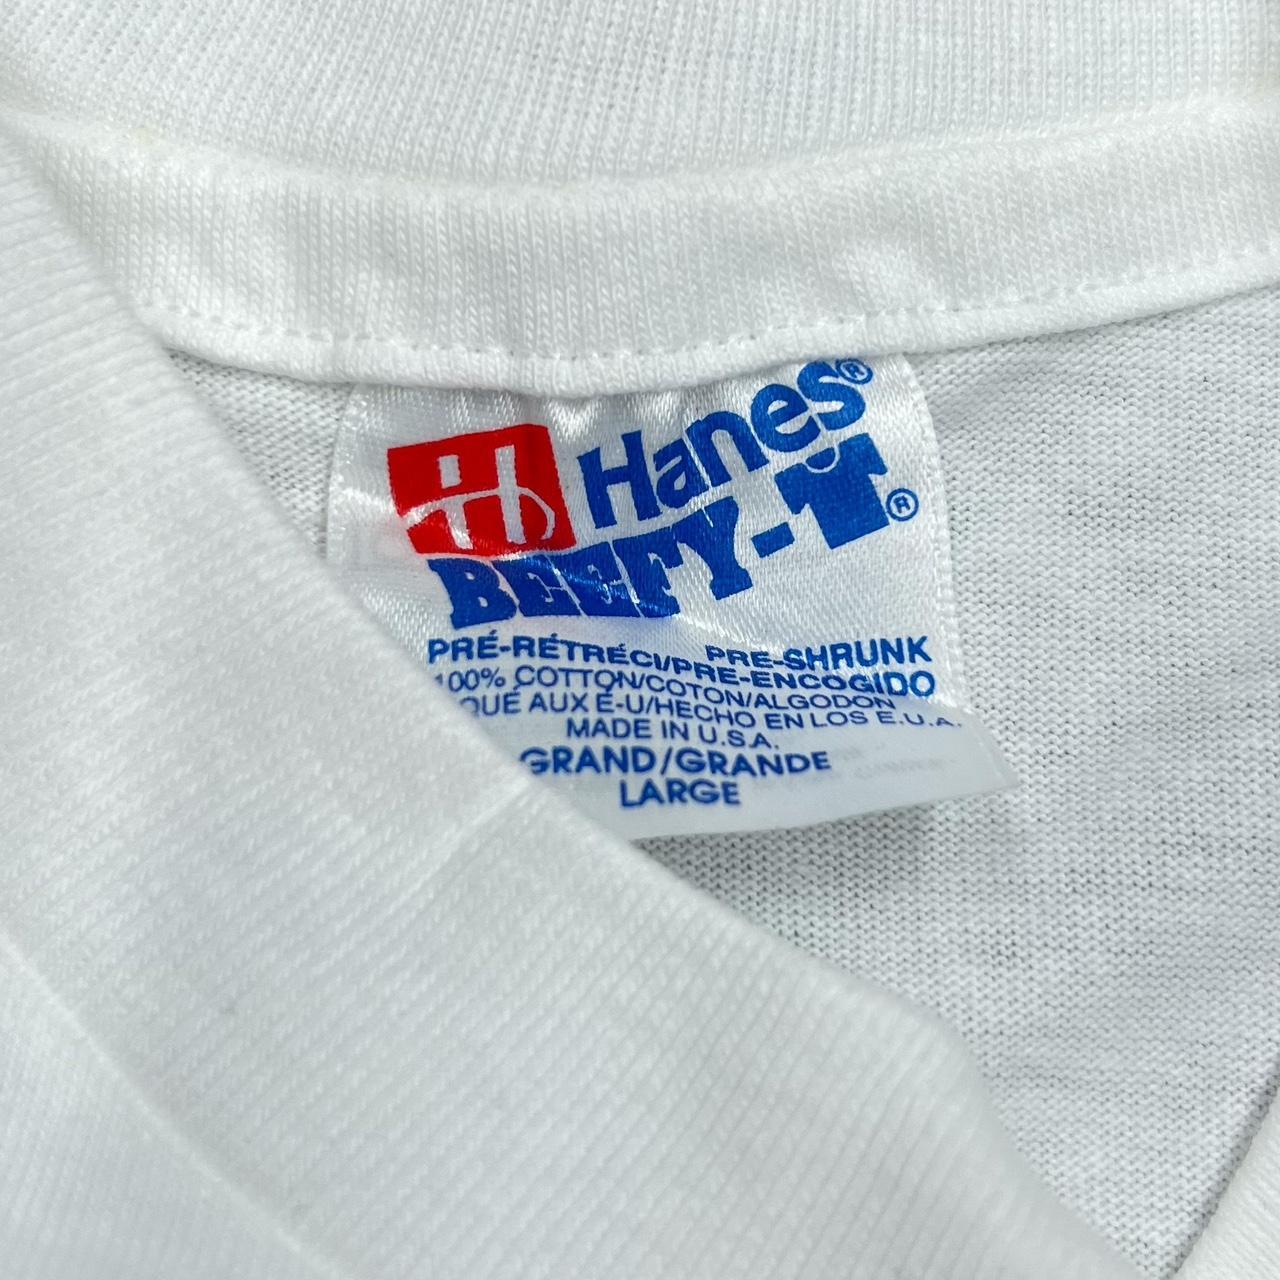 Hanes®
BEEFY-T®
PRE-SHRUNK
PRÉ-RÉTRÉCI/PRE-ENCOGIDO
100% COTTON/COTON/ALGODON
QUÉ AUX É-U/HECHO EN LOS E.U.A.
MADE IN U.S.A.
GRAND/GRANDE
LARGE